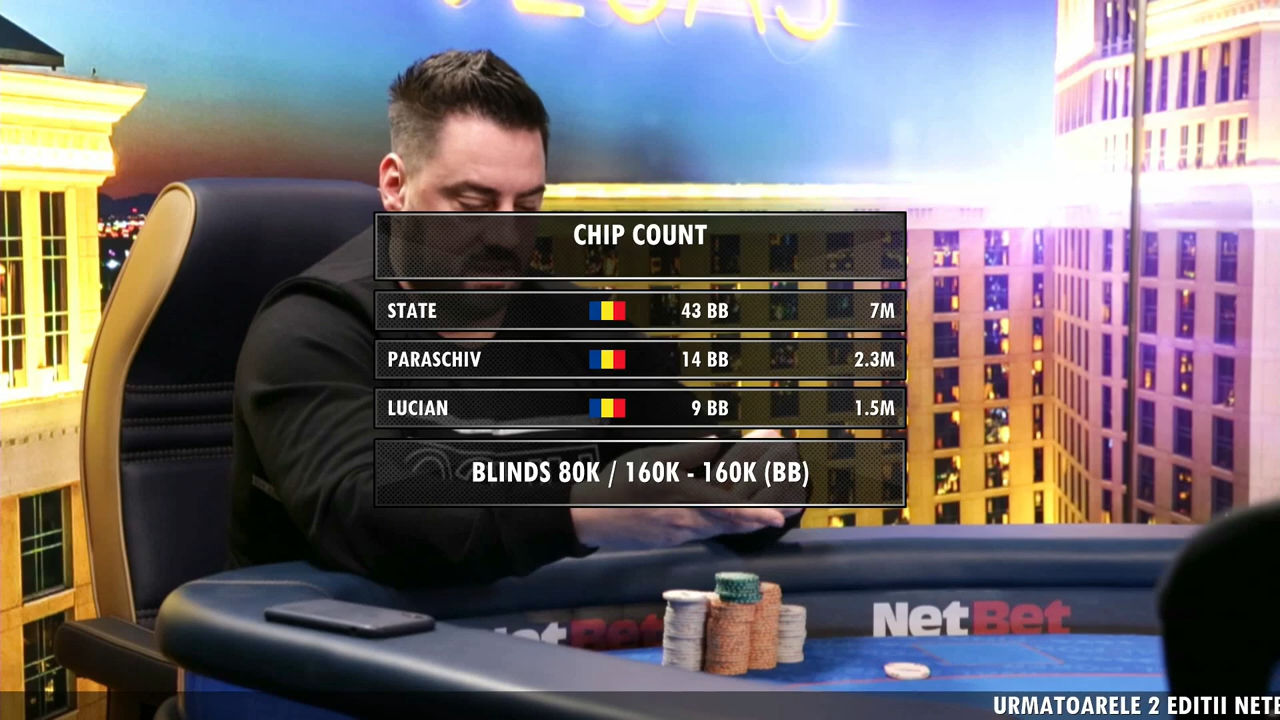 CHIP COUNT
STATE 43 BB 7M
PARASCHIV 14 BB 2.3M
LUCIAN 9 BB 1.5M
BLINDS 80K / 160K - 160K (BB)
NetBet
URMATOARELE 2 EDITII